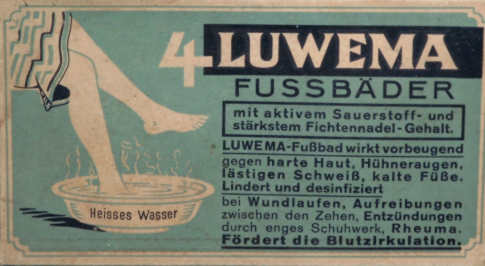 4 LUWEMA
FUSSBÄDER
mit aktivem Sauerstoff- und
stärkstem Fichtennadel-Gehalt.
LUWEMA-Fußbad wirkt vorbeugend
gegen harte Haut, Hühneraugen,
lästigen Schweiß, kalte Füße.
Lindert und desinfiziert
bei Wundlaufen, Aufreibungen
zwischen den Zehen, Entzündungen
durch enges Schuhwerk, Rheuma.
Fördert die Blutzirkulation.
Heisses Wasser